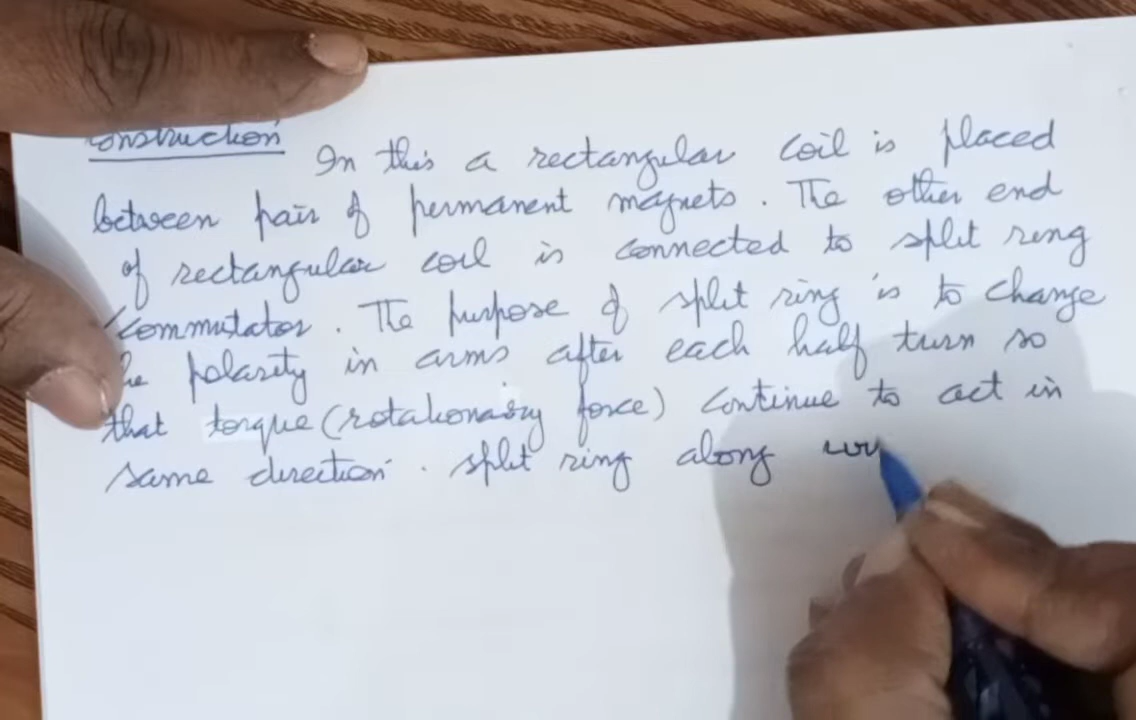 onstruction
In this a rectangular coil is placed
between pair of permanent magnets. The other end
of rectangular coil is connected to split ring
commutator. The purpose of split ring is to change
he polarity in arms after each half turn so
that torque (rotationary force) continue to act in
same direction. split ring along